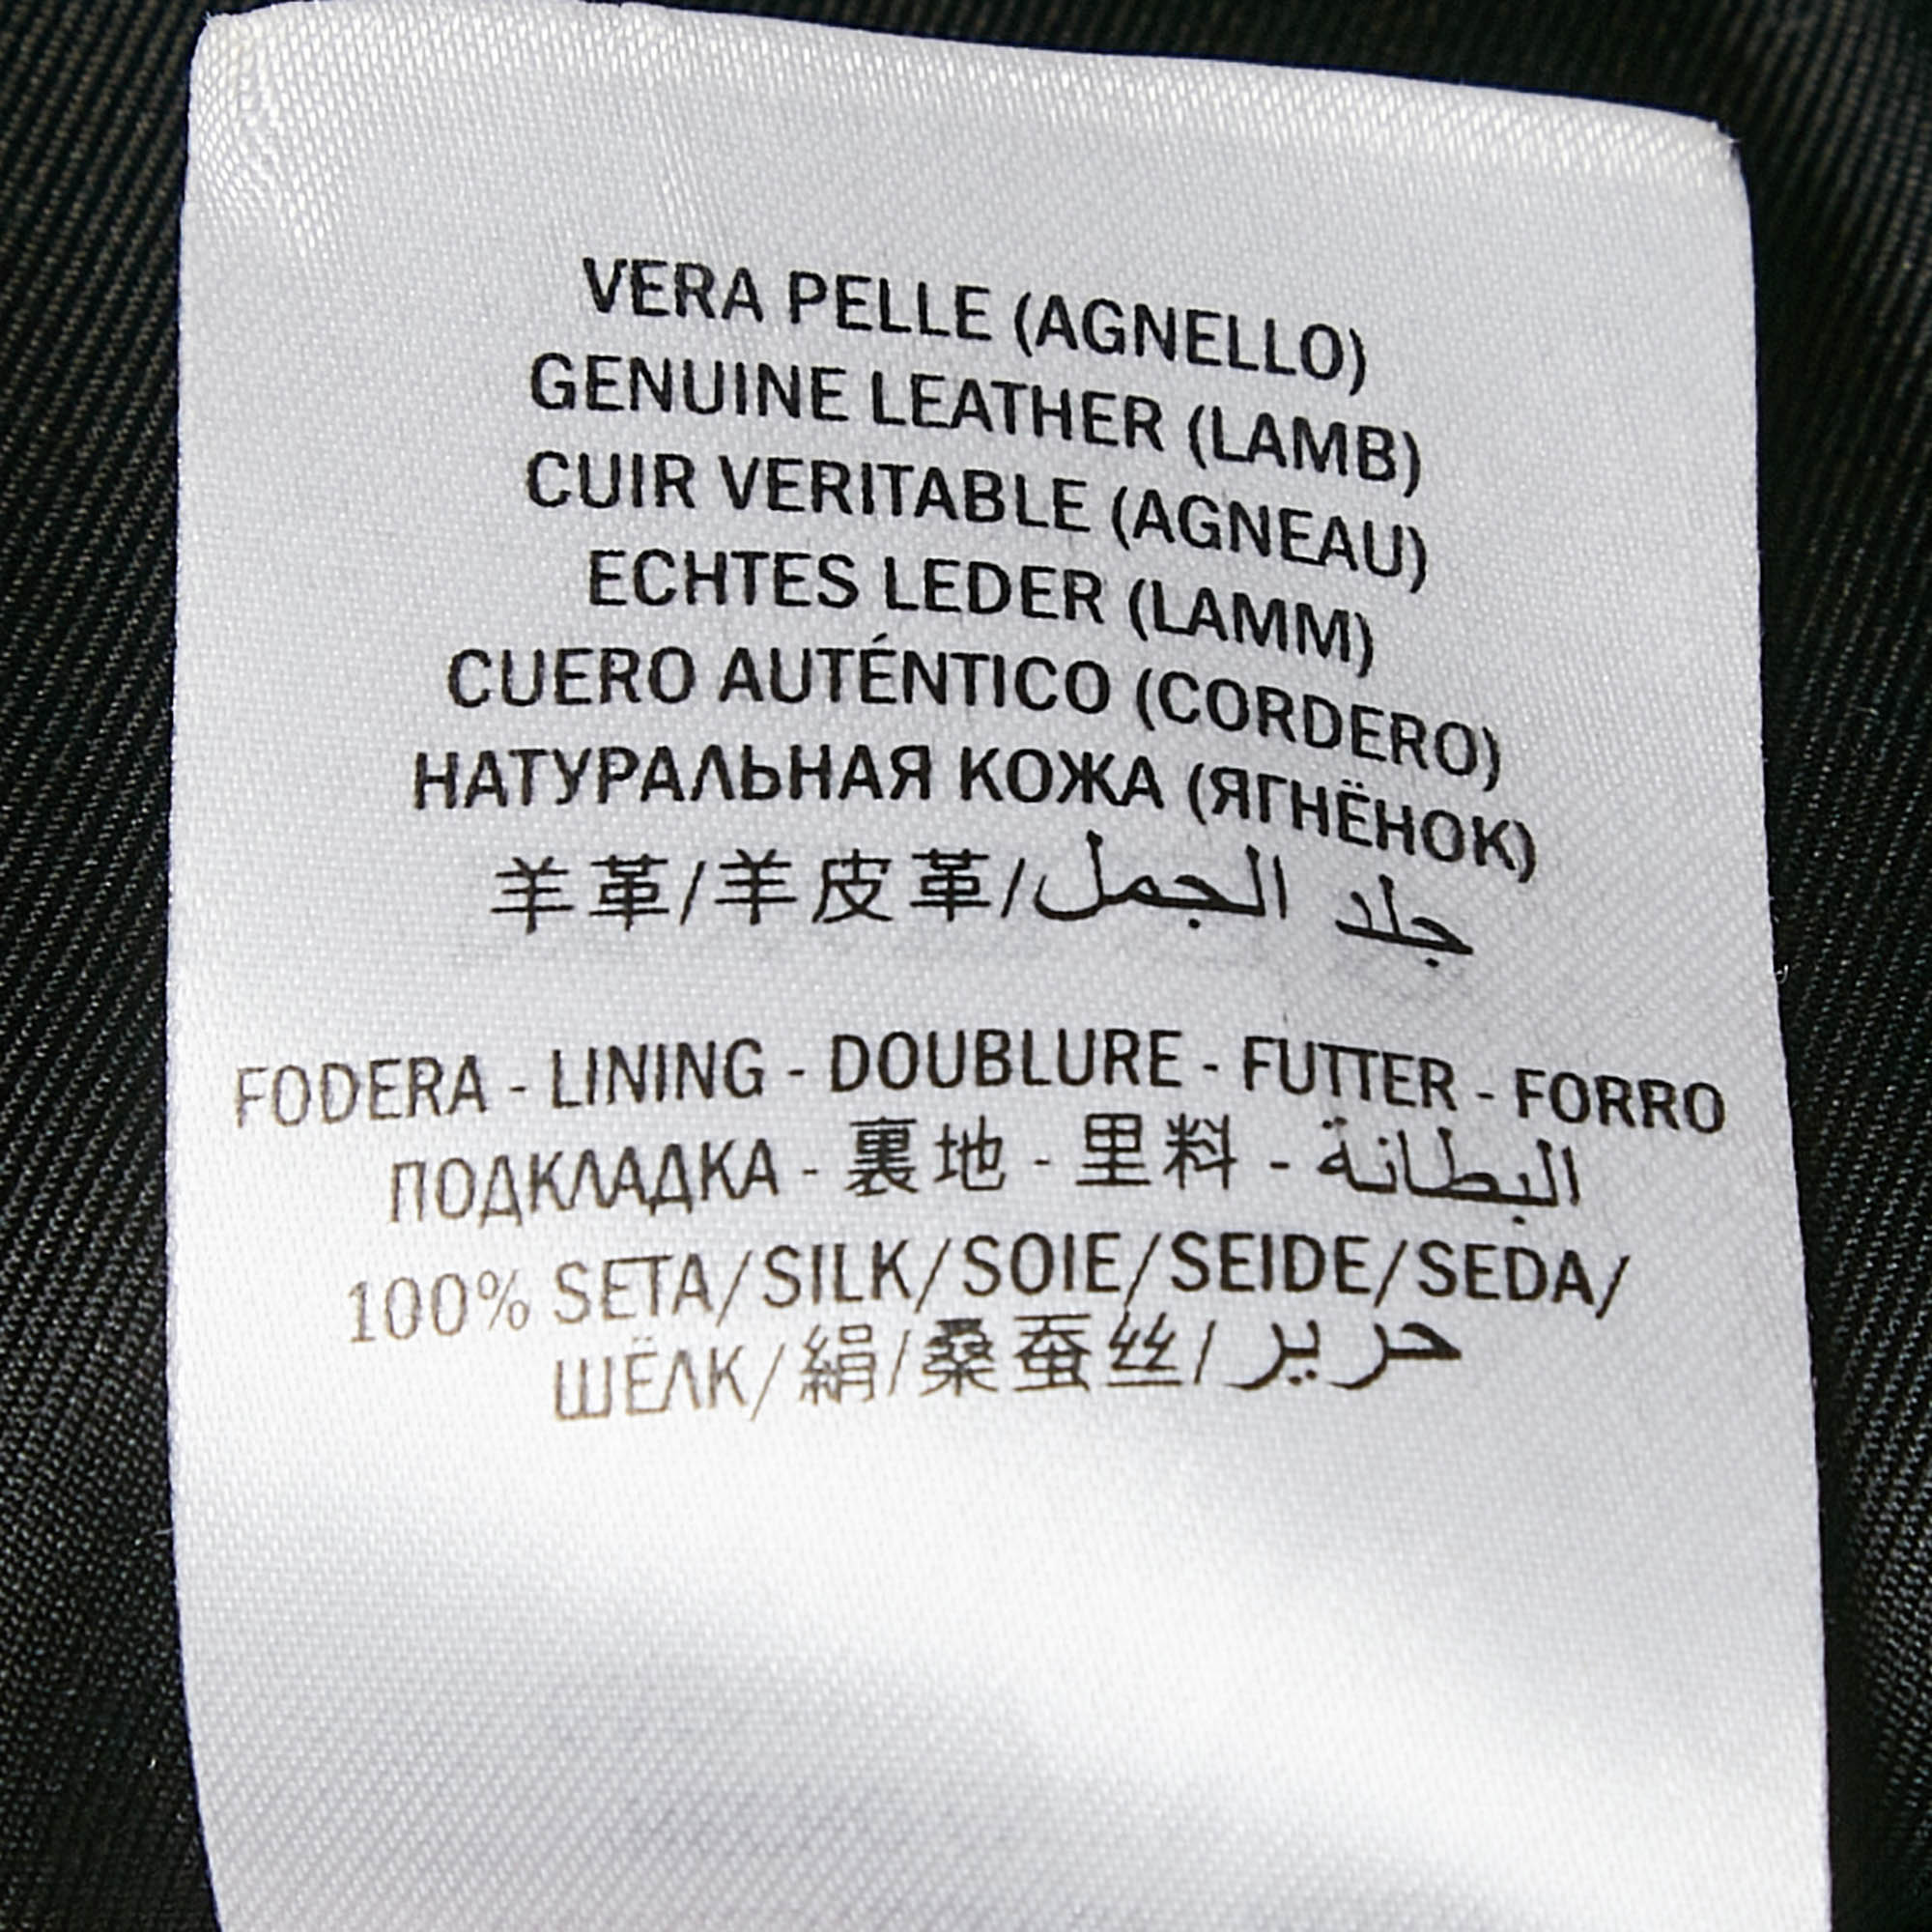 VERA PELLE (AGNELLO)
GENUINE LEATHER (LAMB)
CUIR VERITABLE (AGNEAU)
ECHTES LEDER (LAMM)
CUERO AUTÉNTICO (CORDERO)
НАТУРАЛЬНАЯ КОЖА (ЯГНЁНОК)
羊革/羊皮革/جلد الجمل
FODERA - LINING - DOUBLURE - FUTTER - FORRO
ПОДКЛАДКА - 裏地 - 里料 - البطانة
100% SETA/SILK/SOIE/SEIDE/SEDA/
ШЁЛК/絹/桑蚕丝/حرير